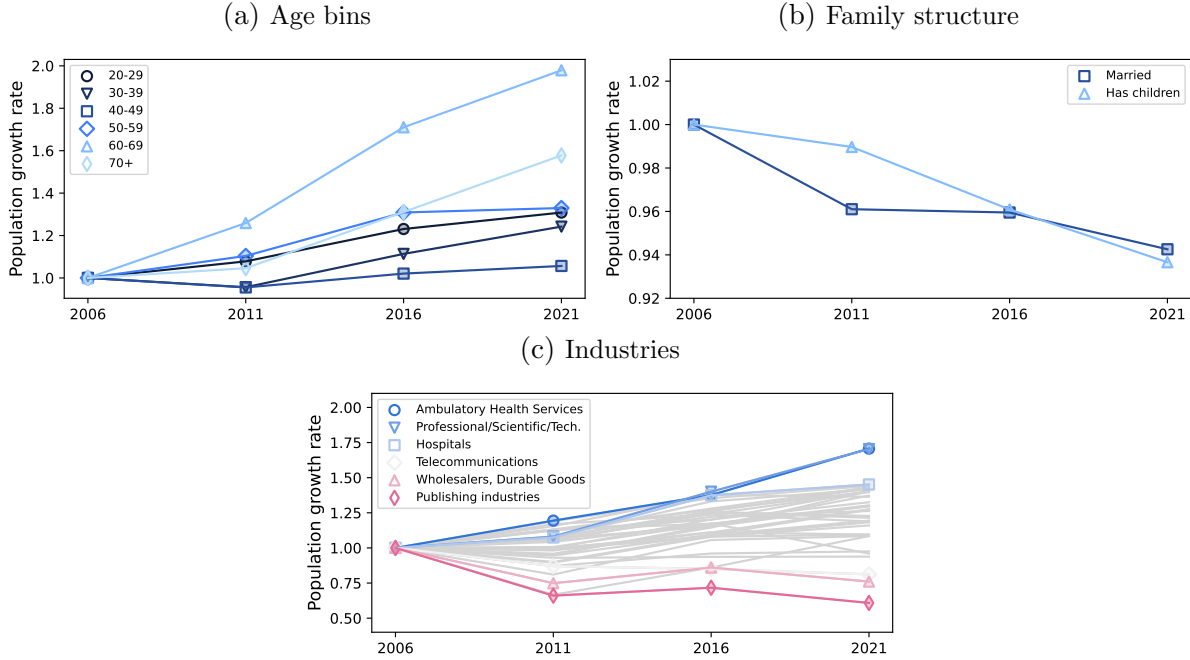 (a) Age bins
Population growth rate
2.0
1.8
1.6
1.4
1.2
1.0
20-29
30-39
40-49
50-59
60-69
70+
2006 2011 2016 2021
(b) Family structure
Population growth rate
1.02
1.00
0.98
0.96
0.94
0.92
Married
Has children
2006 2011 2016 2021
(c) Industries
Population growth rate
2.00
1.75
1.50
1.25
1.00
0.75
0.50
Ambulatory Health Services
Professional/Scientific/Tech.
Hospitals
Telecommunications
Wholesalers, Durable Goods
Publishing industries
2006 2011 2016 2021